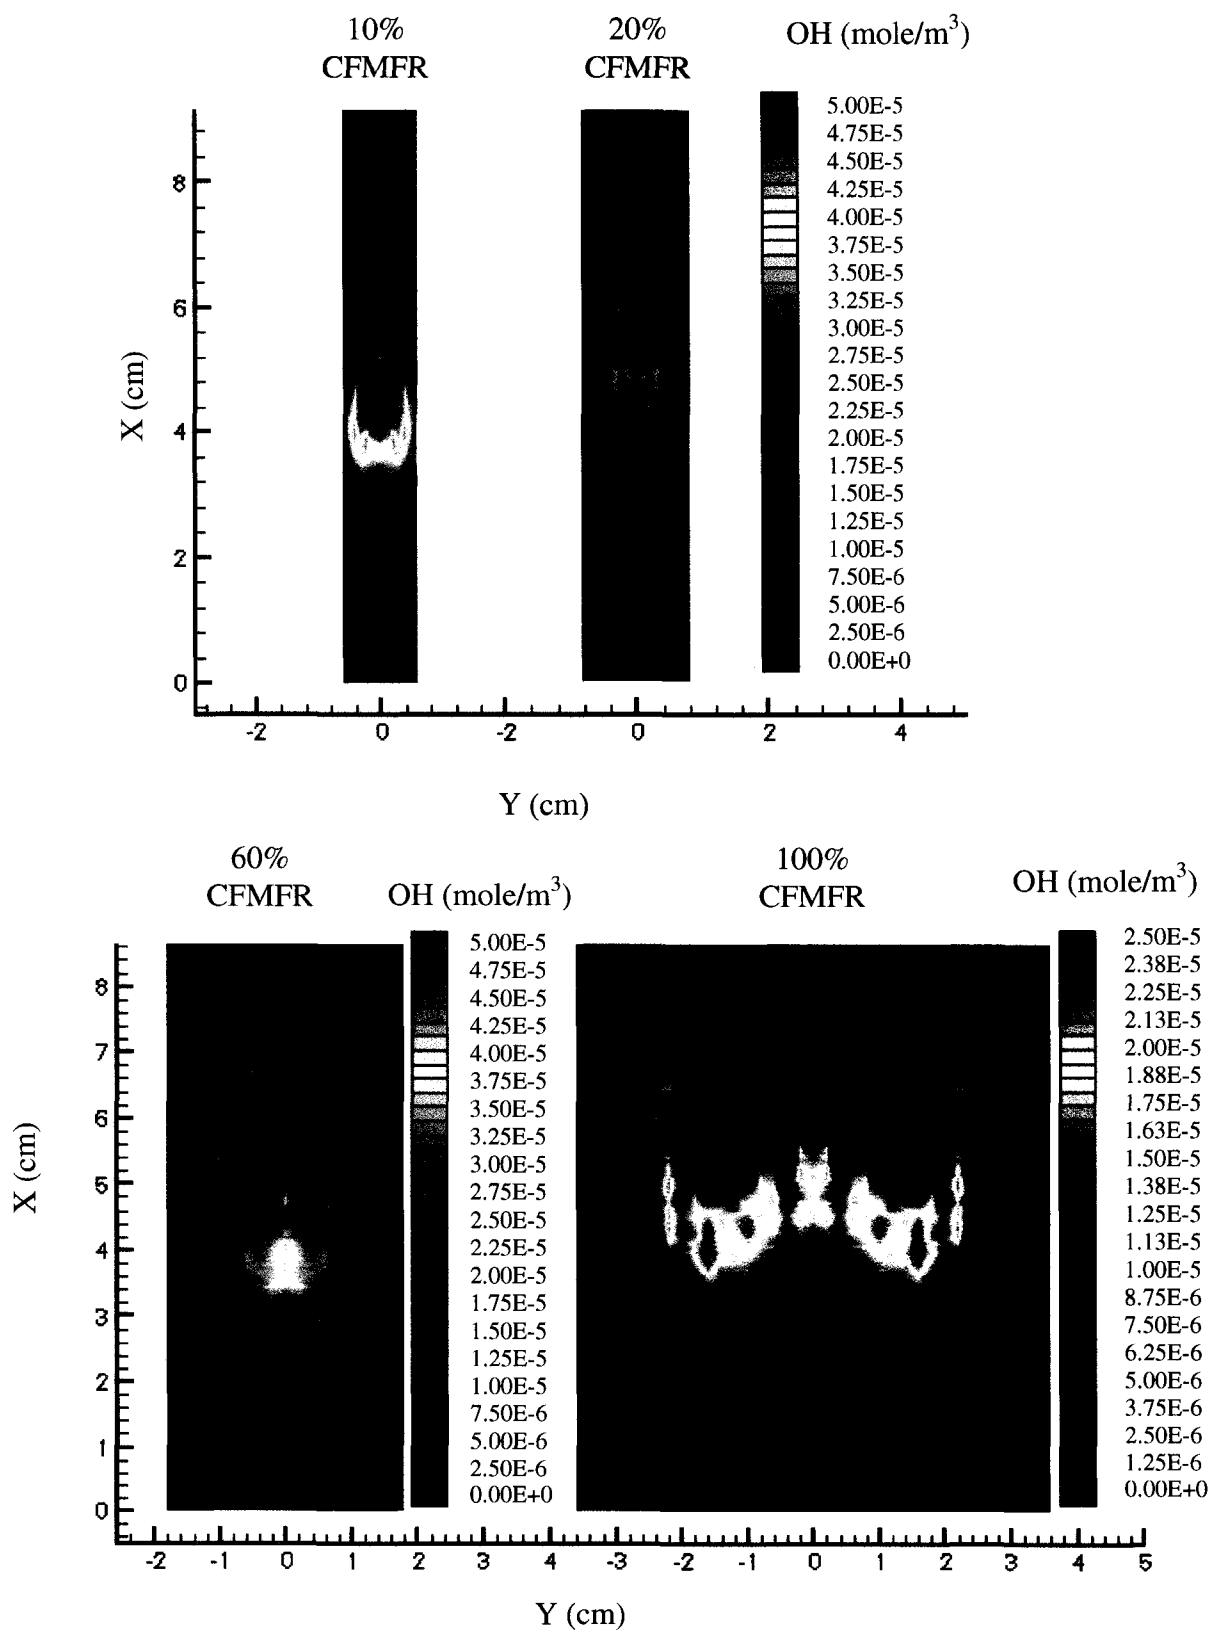 10%
CFMFR
20%
CFMFR
OH (mole/m³)
5.00E-5
4.75E-5
4.50E-5
4.25E-5
4.00E-5
3.75E-5
3.50E-5
3.25E-5
3.00E-5
2.75E-5
2.50E-5
2.25E-5
2.00E-5
1.75E-5
1.50E-5
1.25E-5
1.00E-5
7.50E-6
5.00E-6
2.50E-6
0.00E+0
X (cm)
8
6
4
2
0
-2 0 -2 0 2 4
Y (cm)
60%
CFMFR
OH (mole/m³)
5.00E-5
4.75E-5
4.50E-5
4.25E-5
4.00E-5
3.75E-5
3.50E-5
3.25E-5
3.00E-5
2.75E-5
2.50E-5
2.25E-5
2.00E-5
1.75E-5
1.50E-5
1.25E-5
1.00E-5
7.50E-6
5.00E-6
2.50E-6
0.00E+0
100%
CFMFR
OH (mole/m³)
2.50E-5
2.38E-5
2.25E-5
2.13E-5
2.00E-5
1.88E-5
1.75E-5
1.63E-5
1.50E-5
1.38E-5
1.25E-5
1.13E-5
1.00E-5
8.75E-6
7.50E-6
6.25E-6
5.00E-6
3.75E-6
2.50E-6
1.25E-6
0.00E+0
X (cm)
8
7
6
5
4
3
2
1
0
-2 -1 0 1 2 3 4 -3 -2 -1 0 1 2 3 4 5
Y (cm)